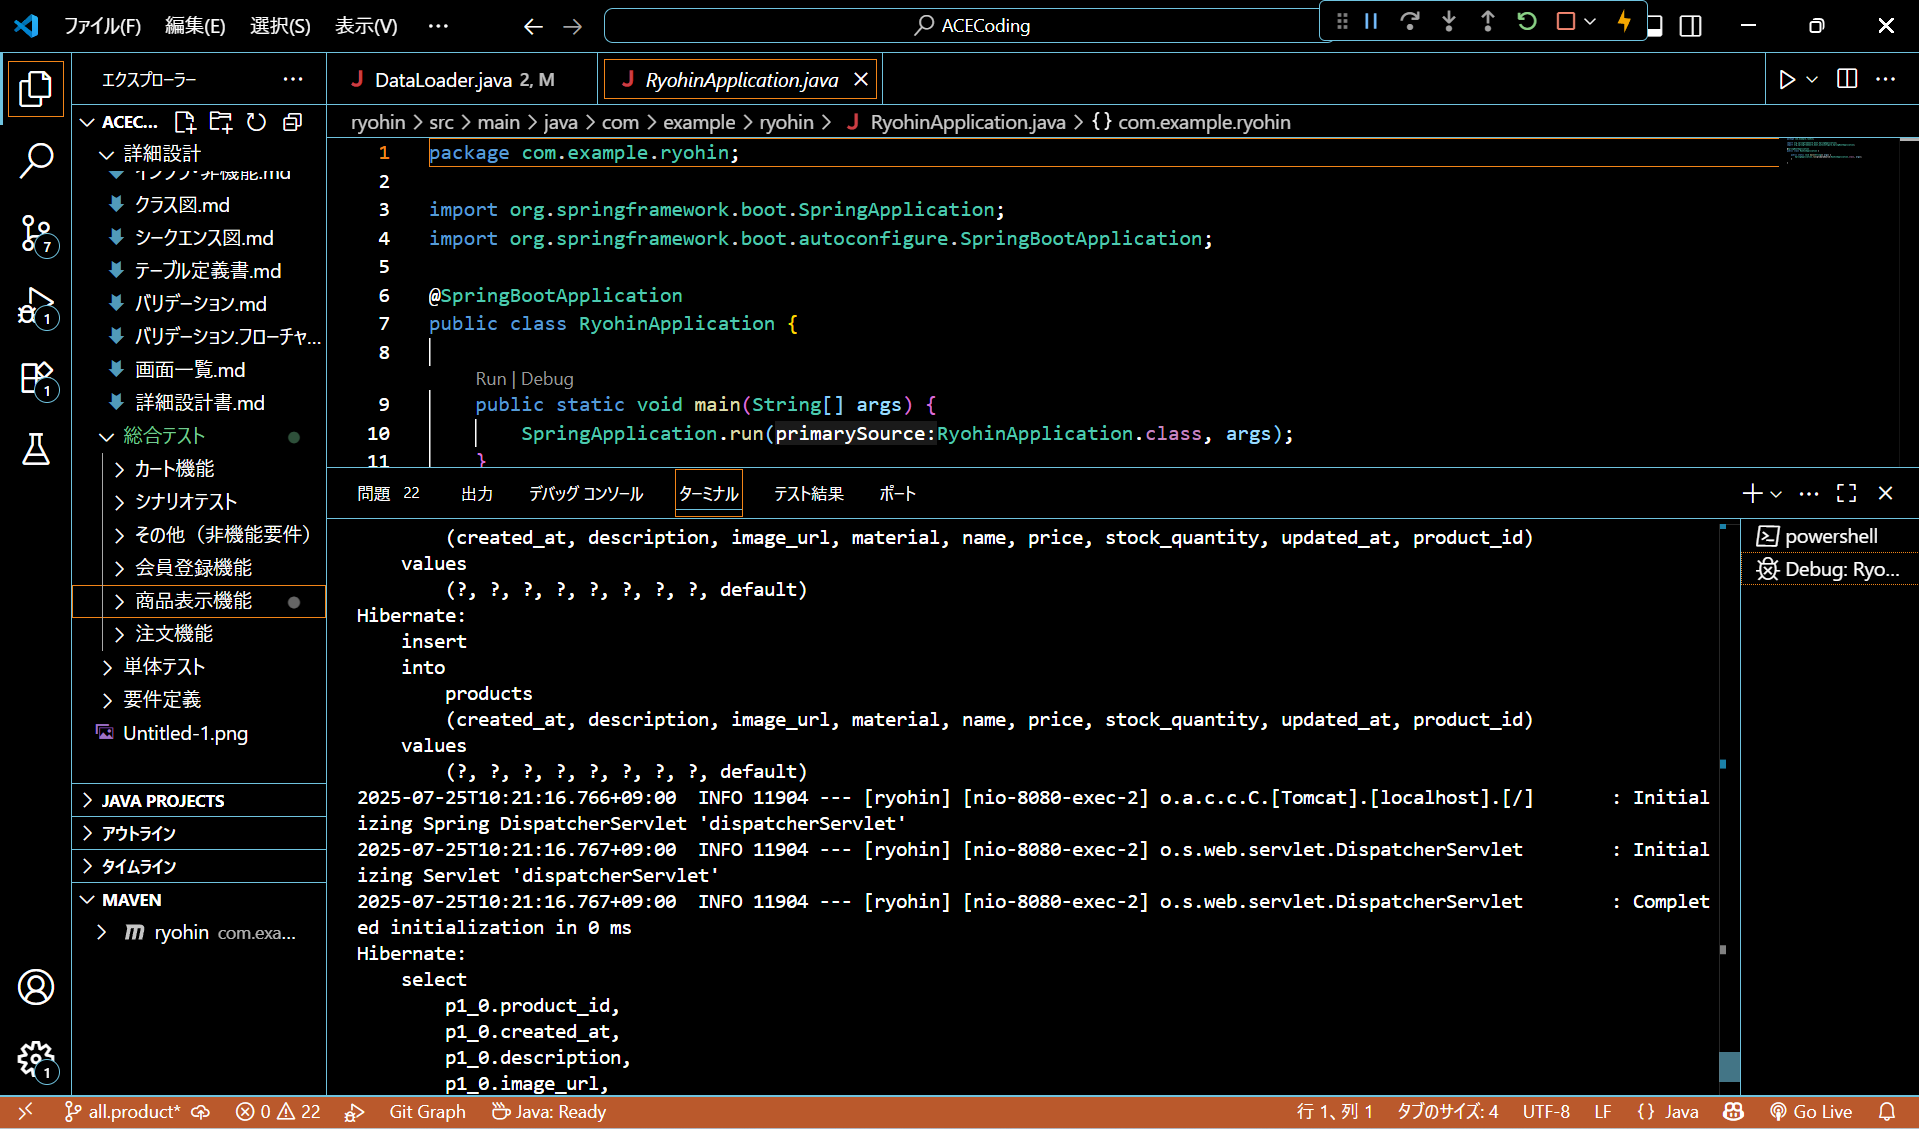 ファイル(F) 編集(E) 選択(S) 表示(V) ··· ACECoding
エクスプローラー
DataLoader.java 2, M
RyohinApplication.java
ACEC...
詳細設計
インフラ・非機能.md
クラス図.md
シークエンス図.md
テーブル定義書.md
バリデーション.md
バリデーション.フローチャ...
画面一覧.md
詳細設計書.md
総合テスト
カート機能
シナリオテスト
その他（非機能要件）
会員登録機能
商品表示機能
注文機能
単体テスト
要件定義
Untitled-1.png
JAVA PROJECTS
アウトライン
タイムライン
MAVEN
ryohin com.exa...
7
1
1
1
ryohin > src > main > java > com > example > ryohin > RyohinApplication.java > {} com.example.ryohin
1 package com.example.ryohin;
2
3 import org.springframework.boot.SpringApplication;
4 import org.springframework.boot.autoconfigure.SpringBootApplication;
5
6 @SpringBootApplication
7 public class RyohinApplication {
8
Run | Debug
9 public static void main(String[] args) {
10 SpringApplication.run(primarySource:RyohinApplication.class, args);
11 }
問題 22 出力 デバッグ コンソール ターミナル テスト結果 ポート
(created_at, description, image_url, material, name, price, stock_quantity, updated_at, product_id)
values
(?, ?, ?, ?, ?, ?, ?, ?, default)
Hibernate:
insert
into
products
(created_at, description, image_url, material, name, price, stock_quantity, updated_at, product_id)
values
(?, ?, ?, ?, ?, ?, ?, ?, default)
2025-07-25T10:21:16.766+09:00  INFO 11904 --- [ryohin] [nio-8080-exec-2] o.a.c.c.C.[Tomcat].[localhost].[/]       : Initial
izing Spring DispatcherServlet 'dispatcherServlet'
2025-07-25T10:21:16.767+09:00  INFO 11904 --- [ryohin] [nio-8080-exec-2] o.s.web.servlet.DispatcherServlet        : Initial
izing Servlet 'dispatcherServlet'
2025-07-25T10:21:16.767+09:00  INFO 11904 --- [ryohin] [nio-8080-exec-2] o.s.web.servlet.DispatcherServlet        : Complet
ed initialization in 0 ms
Hibernate:
select
p1_0.product_id,
p1_0.created_at,
p1_0.description,
p1_0.image_url,
powershell
Debug: Ryo...
all.product* 0 22 Git Graph Java: Ready 行 1、列 1 タブのサイズ: 4 UTF-8 LF {} Java Go Live